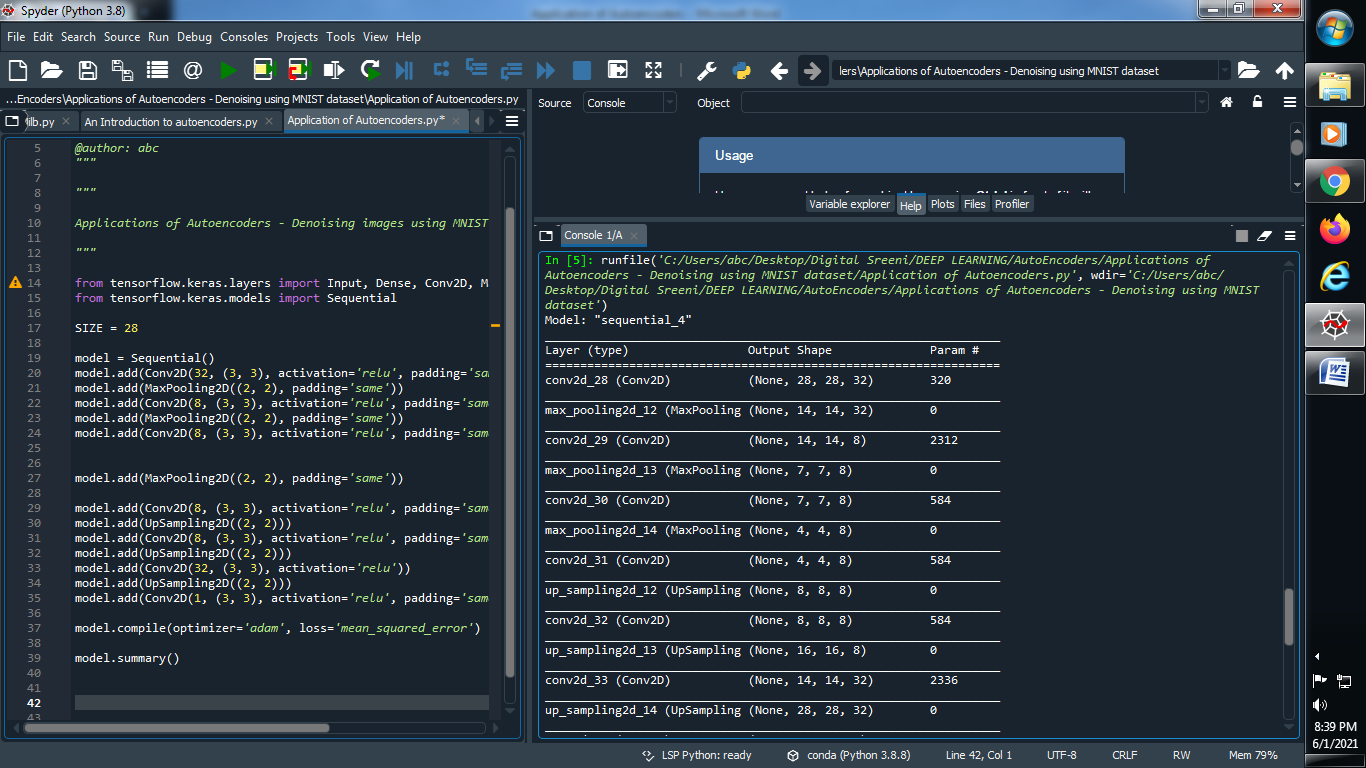 Spyder (Python 3.8)
File Edit Search Source Run Debug Consoles Projects Tools View Help
lers\Applications of Autoencoders - Denoising using MNIST dataset
...Encoders\Applications of Autoencoders - Denoising using MNIST dataset\Application of Autoencoders.py
ilb.py An Introduction to autoencoders.py Application of Autoencoders.py*
5 @author: abc
6 """
7
8 """
9
10 Applications of Autoencoders - Denoising images using MNIST
11
12 """
13
14 from tensorflow.keras.layers import Input, Dense, Conv2D, M
15 from tensorflow.keras.models import Sequential
16
17 SIZE = 28
18
19 model = Sequential()
20 model.add(Conv2D(32, (3, 3), activation='relu', padding='sa
21 model.add(MaxPooling2D((2, 2), padding='same'))
22 model.add(Conv2D(8, (3, 3), activation='relu', padding='sam
23 model.add(MaxPooling2D((2, 2), padding='same'))
24 model.add(Conv2D(8, (3, 3), activation='relu', padding='sam
25
26
27 model.add(MaxPooling2D((2, 2), padding='same'))
28
29 model.add(Conv2D(8, (3, 3), activation='relu', padding='sam
30 model.add(UpSampling2D((2, 2)))
31 model.add(Conv2D(8, (3, 3), activation='relu', padding='sam
32 model.add(UpSampling2D((2, 2)))
33 model.add(Conv2D(32, (3, 3), activation='relu'))
34 model.add(UpSampling2D((2, 2)))
35 model.add(Conv2D(1, (3, 3), activation='relu', padding='sam
36
37 model.compile(optimizer='adam', loss='mean_squared_error')
38
39 model.summary()
40
41
42
43
Source Console Object
Usage
Variable explorer Help Plots Files Profiler
Console 1/A
In [5]: runfile('C:/Users/abc/Desktop/Digital Sreeni/DEEP LEARNING/AutoEncoders/Applications of
Autoencoders - Denoising using MNIST dataset/Application of Autoencoders.py', wdir='C:/Users/abc/
Desktop/Digital Sreeni/DEEP LEARNING/AutoEncoders/Applications of Autoencoders - Denoising using MNIST
dataset')
Model: "sequential_4"
Layer (type) Output Shape Param #
=================================================================
conv2d_28 (Conv2D) (None, 28, 28, 32) 320
max_pooling2d_12 (MaxPooling (None, 14, 14, 32) 0
conv2d_29 (Conv2D) (None, 14, 14, 8) 2312
max_pooling2d_13 (MaxPooling (None, 7, 7, 8) 0
conv2d_30 (Conv2D) (None, 7, 7, 8) 584
max_pooling2d_14 (MaxPooling (None, 4, 4, 8) 0
conv2d_31 (Conv2D) (None, 4, 4, 8) 584
up_sampling2d_12 (UpSampling (None, 8, 8, 8) 0
conv2d_32 (Conv2D) (None, 8, 8, 8) 584
up_sampling2d_13 (UpSampling (None, 16, 16, 8) 0
conv2d_33 (Conv2D) (None, 14, 14, 32) 2336
up_sampling2d_14 (UpSampling (None, 28, 28, 32) 0
LSP Python: ready conda (Python 3.8.8) Line 42, Col 1 UTF-8 CRLF RW Mem 79%
8:39 PM
6/1/2021